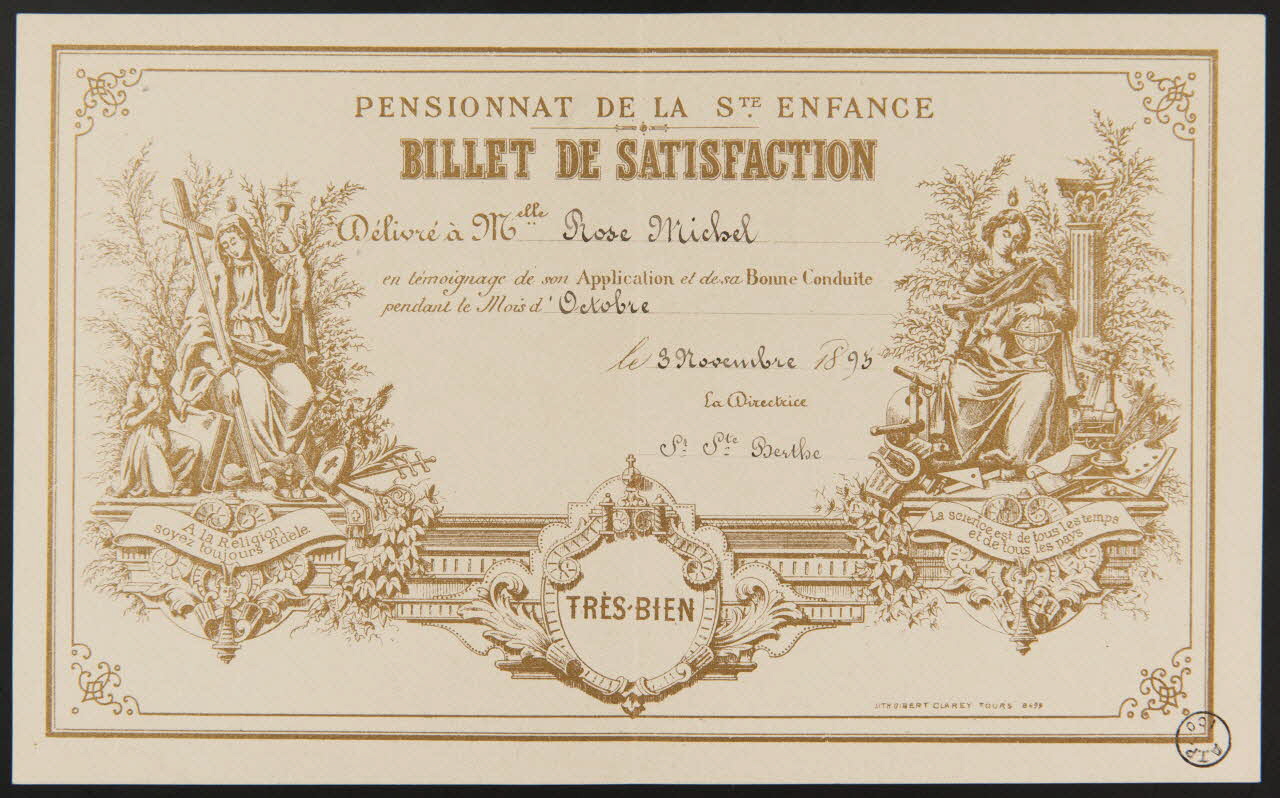 PENSIONNAT DE LA STE. ENFANCE
BILLET DE SATISFACTION
Délivré à Melle Rose Michel
en témoignage de son Application et de sa Bonne Conduite
pendant le Mois d'Octobre
le 3 Novembre 1895
La Directrice
Sr. Ste Berthe
A la Religion
soyez toujours fidèle
La science est de tous les temps
et de tous les pays
TRÈS-BIEN
LITH GIBERT CLAREY TOURS
A.T.P